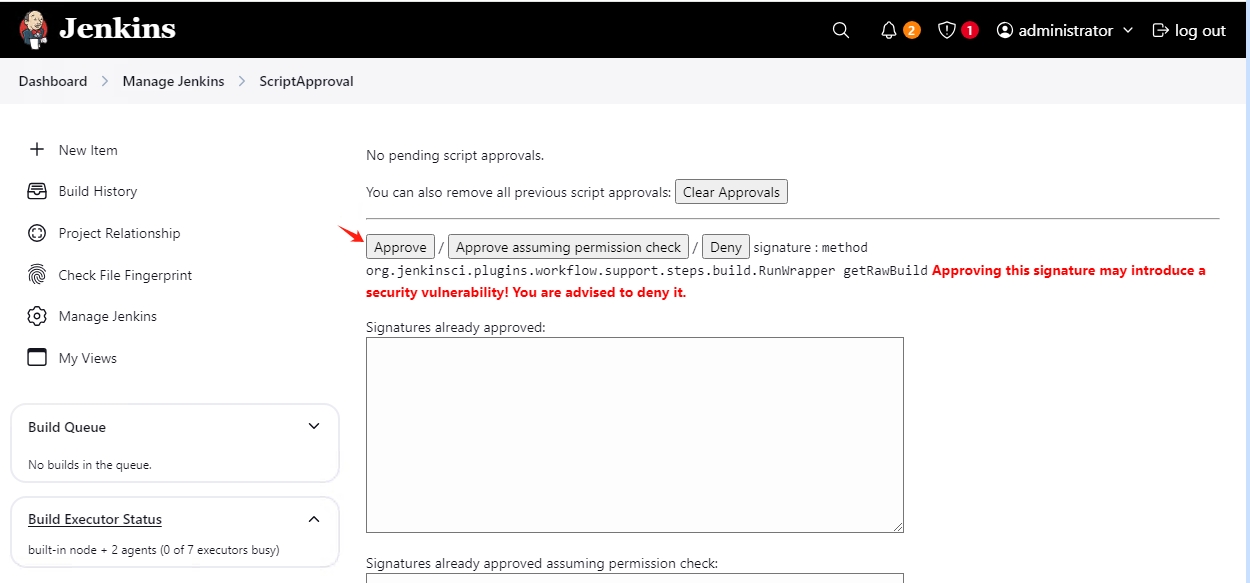 Jenkins
2
1
administrator
log out
Dashboard
Manage Jenkins
ScriptApproval
New Item
Build History
Project Relationship
Check File Fingerprint
Manage Jenkins
My Views
Build Queue
No builds in the queue.
Build Executor Status
built-in node + 2 agents (0 of 7 executors busy)
No pending script approvals.
You can also remove all previous script approvals: Clear Approvals
Approve / Approve assuming permission check / Deny signature : method
org.jenkinsci.plugins.workflow.support.steps.build.RunWrapper getRawBuild Approving this signature may introduce a
security vulnerability! You are advised to deny it.
Signatures already approved:
Signatures already approved assuming permission check: